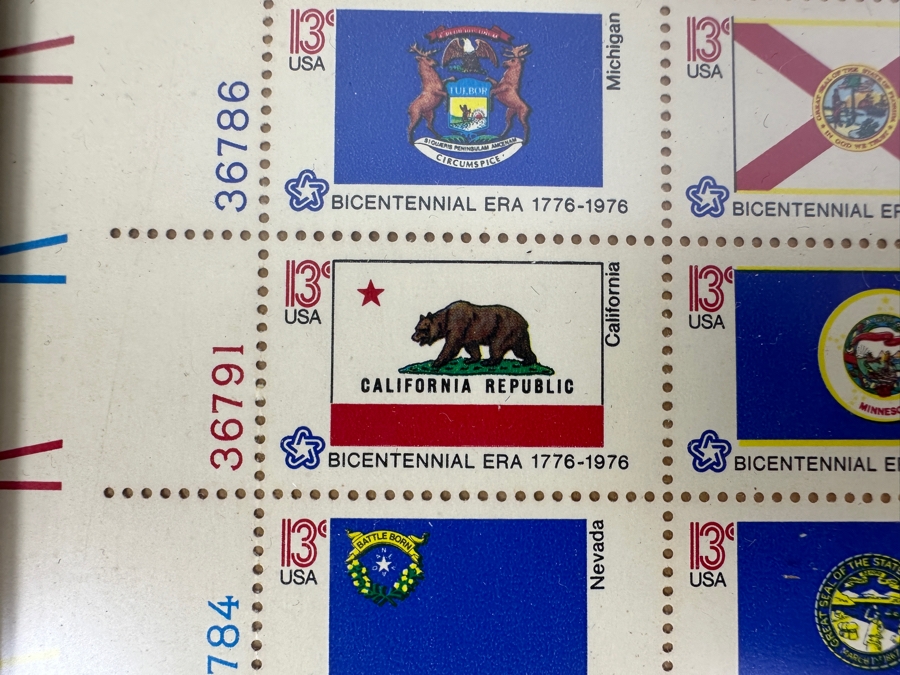 13¢
USA
Michigan
TUEBOR
CIRCUMSPICE
BICENTENNIAL ERA 1776-1976
36786
13¢
USA
IN GOD WE
BICENTENNIAL ER
13¢
USA
California
CALIFORNIA REPUBLIC
BICENTENNIAL ERA 1776-1976
36791
13¢
USA
MINNESO
BICENTENNIAL ER
13¢
USA
BATTLE BORN
Nevada
784
13¢
USA
GREAT SEAL OF THE STATE